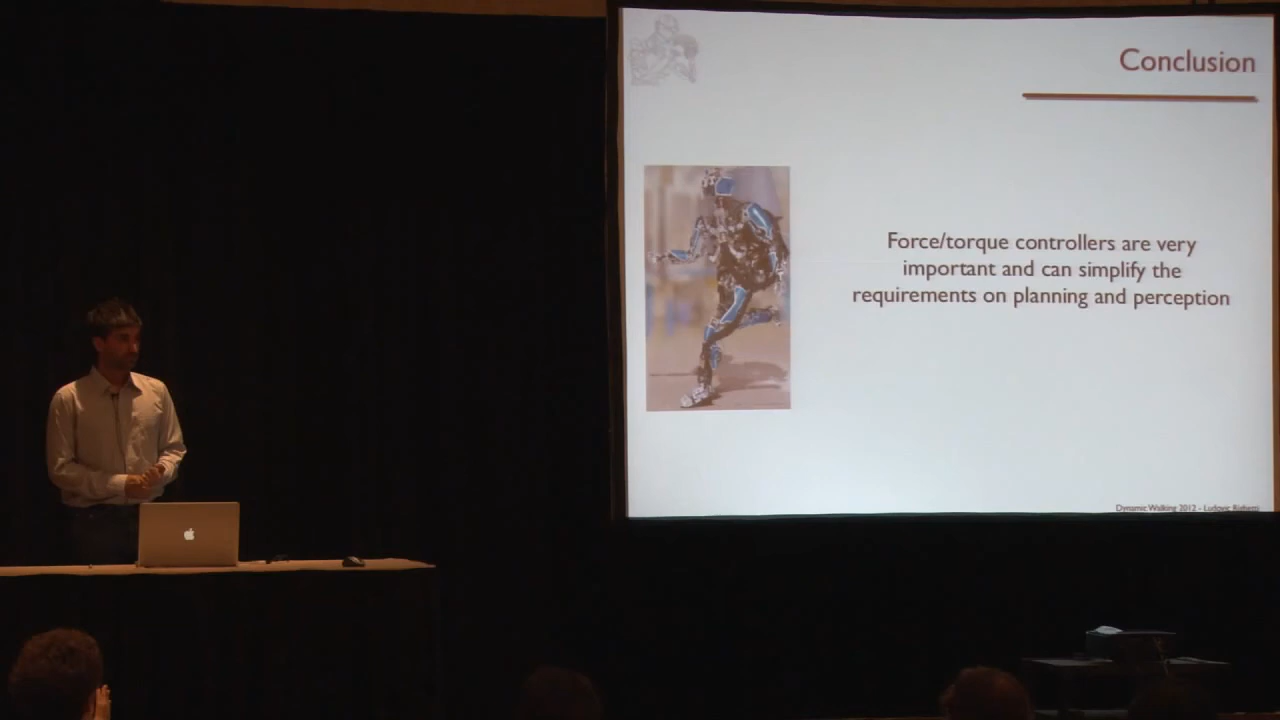 Conclusion
Force/torque controllers are very
important and can simplify the
requirements on planning and perception
Dynamic Walking 2012 - Ludovic Righetti